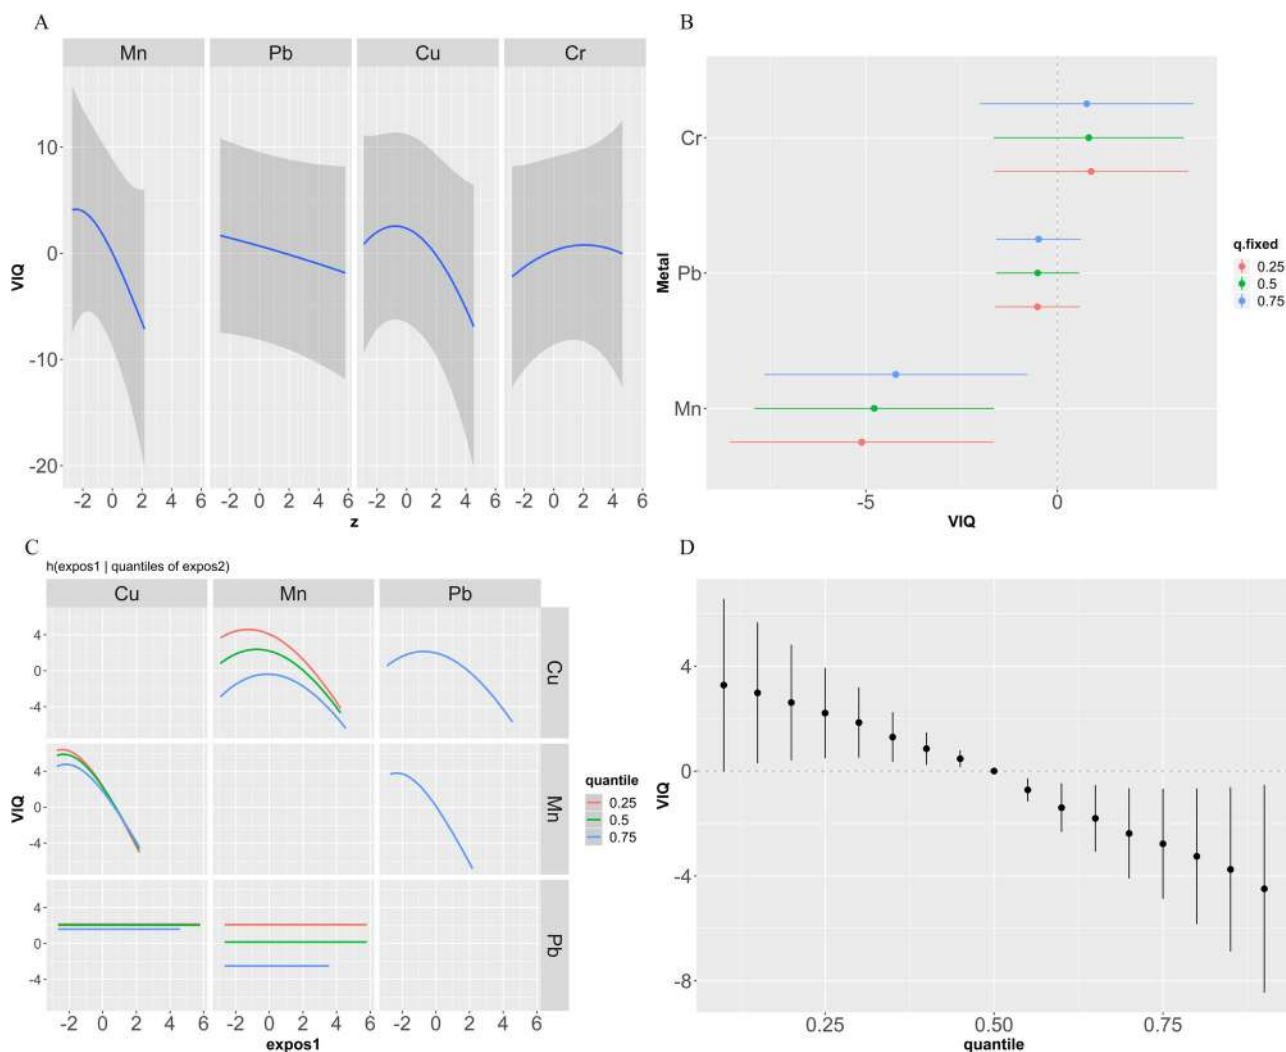 A
Mn Pb Cu Cr
10
0
-10
-20
VIQ
-2 0 2 4 6 -2 0 2 4 6 -2 0 2 4 6 -2 0 2 4 6
z
B
Cr
Pb
Mn
Metal
-5 0
VIQ
q.fixed
0.25
0.5
0.75
C
h(expos1 | quantiles of expos2)
Cu Mn Pb
4
0
-4
Cu
4
0
-4
Mn
4
0
-4
Pb
VIQ
-2 0 2 4 6 -2 0 2 4 6 -2 0 2 4 6
expos1
quantile
0.25
0.5
0.75
D
4
0
-4
-8
VIQ
0.25 0.50 0.75
quantile